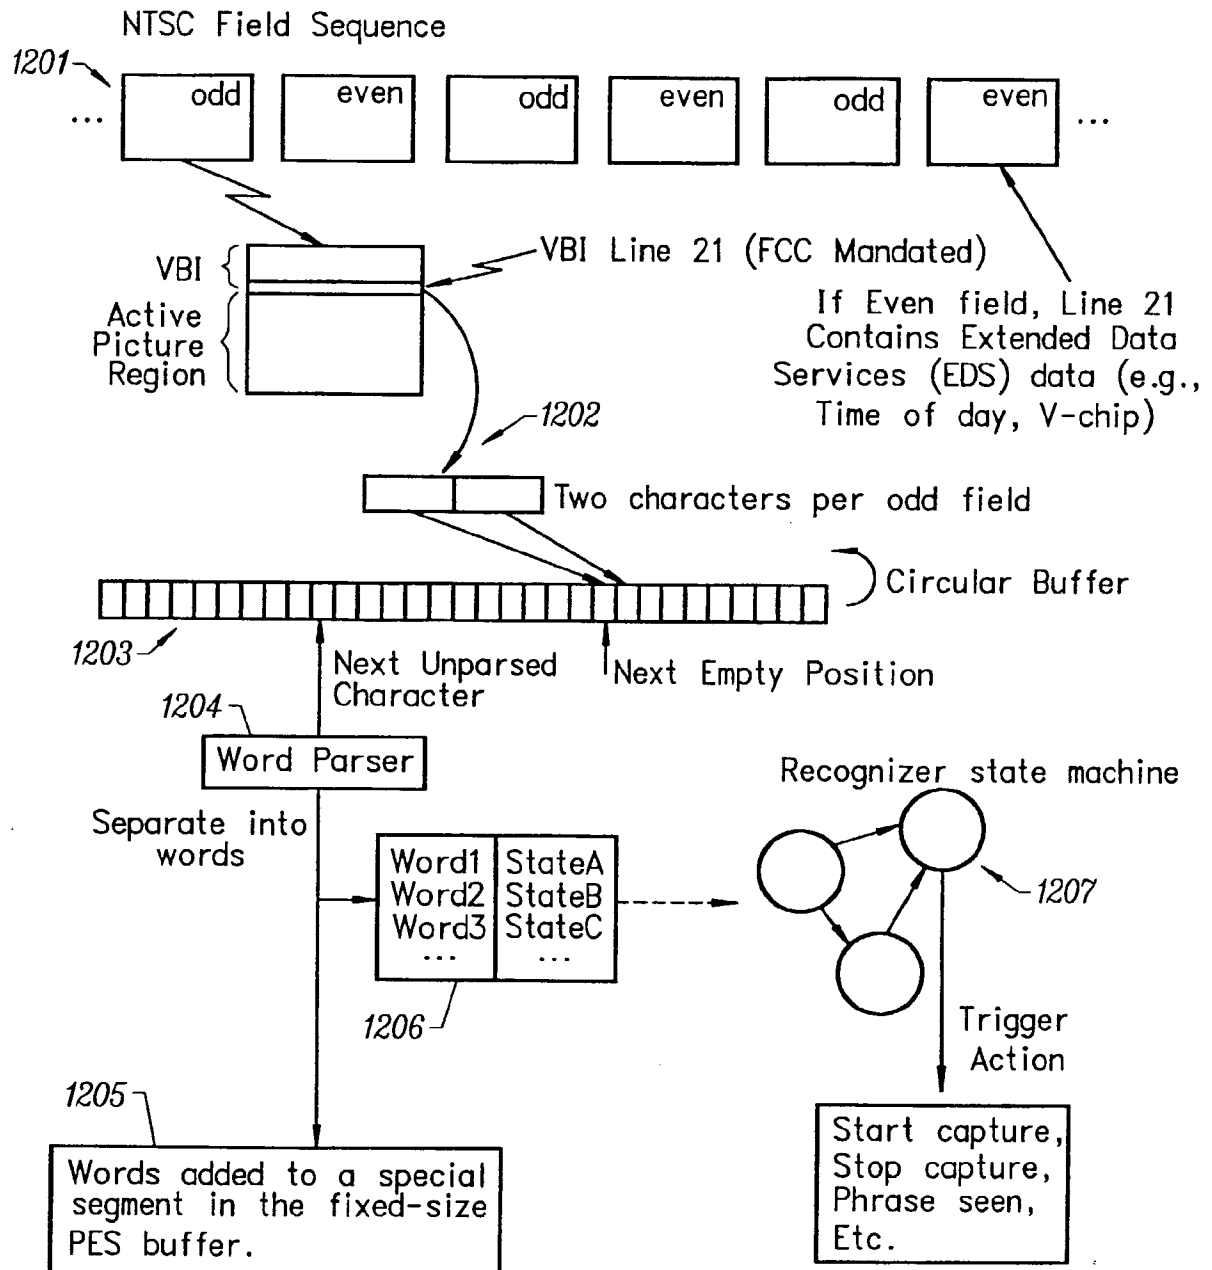 NTSC Field Sequence
1201
... odd even odd even odd even ...
VBI
VBI Line 21 (FCC Mandated)
Active
Picture
Region
If Even field, Line 21
Contains Extended Data
Services (EDS) data (e.g.,
Time of day, V-chip)
1202
Two characters per odd field
Circular Buffer
1203
Next Unparsed
Character
Next Empty Position
1204
Word Parser
Separate into
words
Word1 StateA
Word2 StateB
Word3 StateC
... ...
1206
Recognizer state machine
1207
Trigger
Action
1205
Words added to a special
segment in the fixed-size
PES buffer.
Start capture,
Stop capture,
Phrase seen,
Etc.